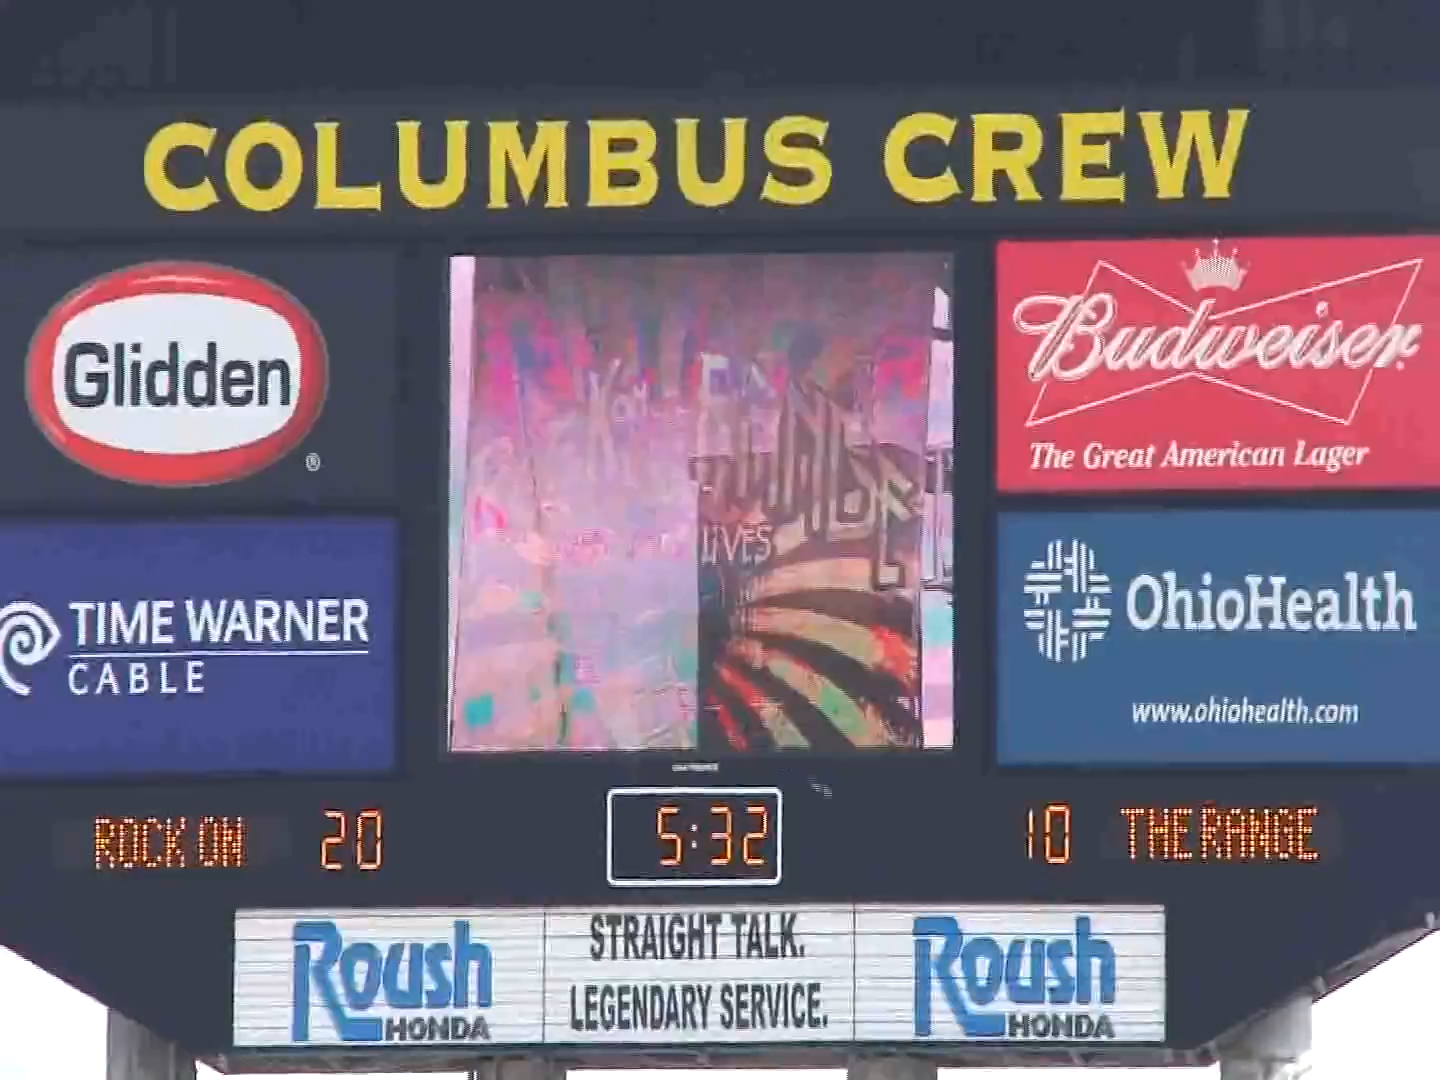 COLUMBUS CREW
Glidden
®
Budweiser
The Great American Lager
TIME WARNER
CABLE
OhioHealth
www.ohiohealth.com
LIVES
ROCK ON 20 5:32 10 THE RANGE
Roush
HONDA
STRAIGHT TALK.
LEGENDARY SERVICE.
Roush
HONDA